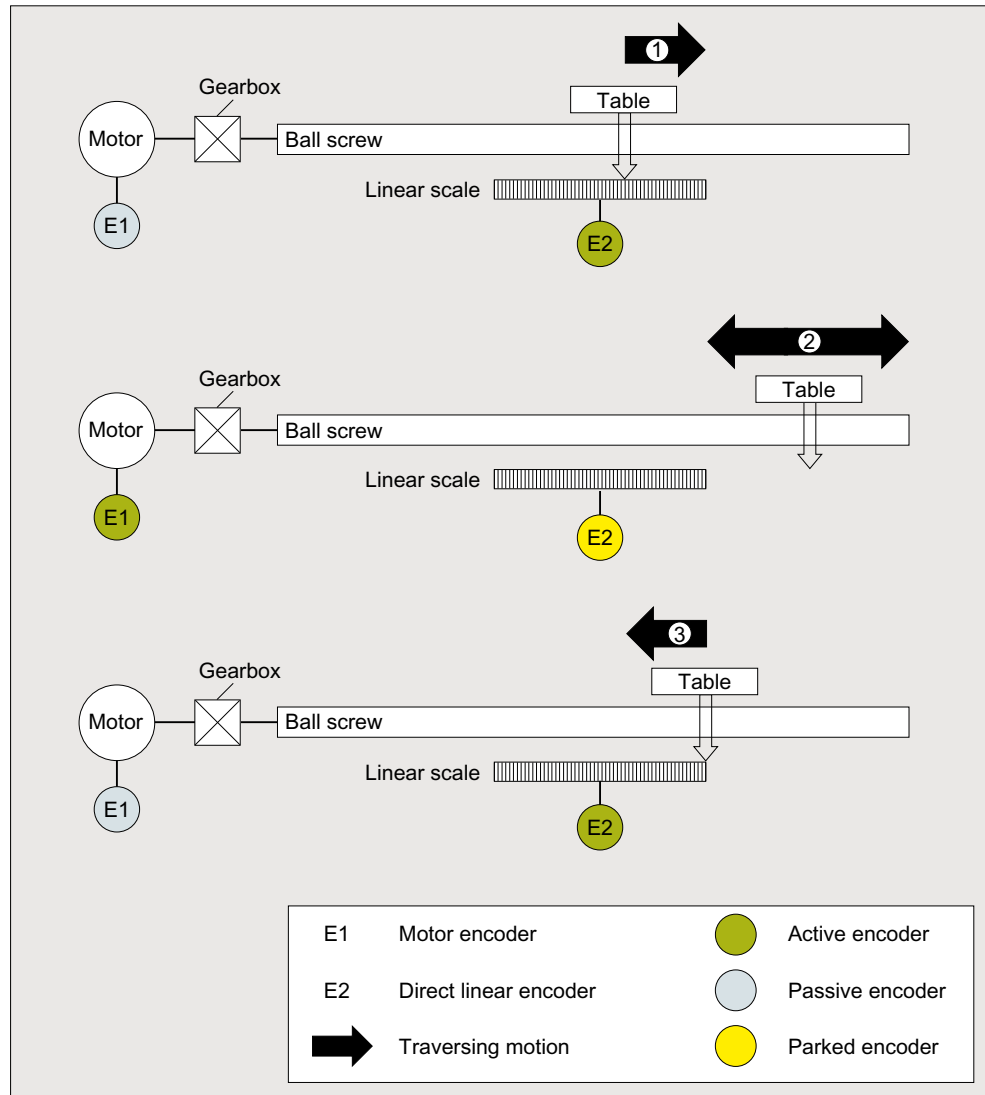 1
Gearbox
Table
Motor
Ball screw
Linear scale
E1
E2
2
Gearbox
Table
Motor
Ball screw
Linear scale
E1
E2
3
Gearbox
Table
Motor
Ball screw
Linear scale
E1
E2
E1 Motor encoder Active encoder
E2 Direct linear encoder Passive encoder
Traversing motion Parked encoder